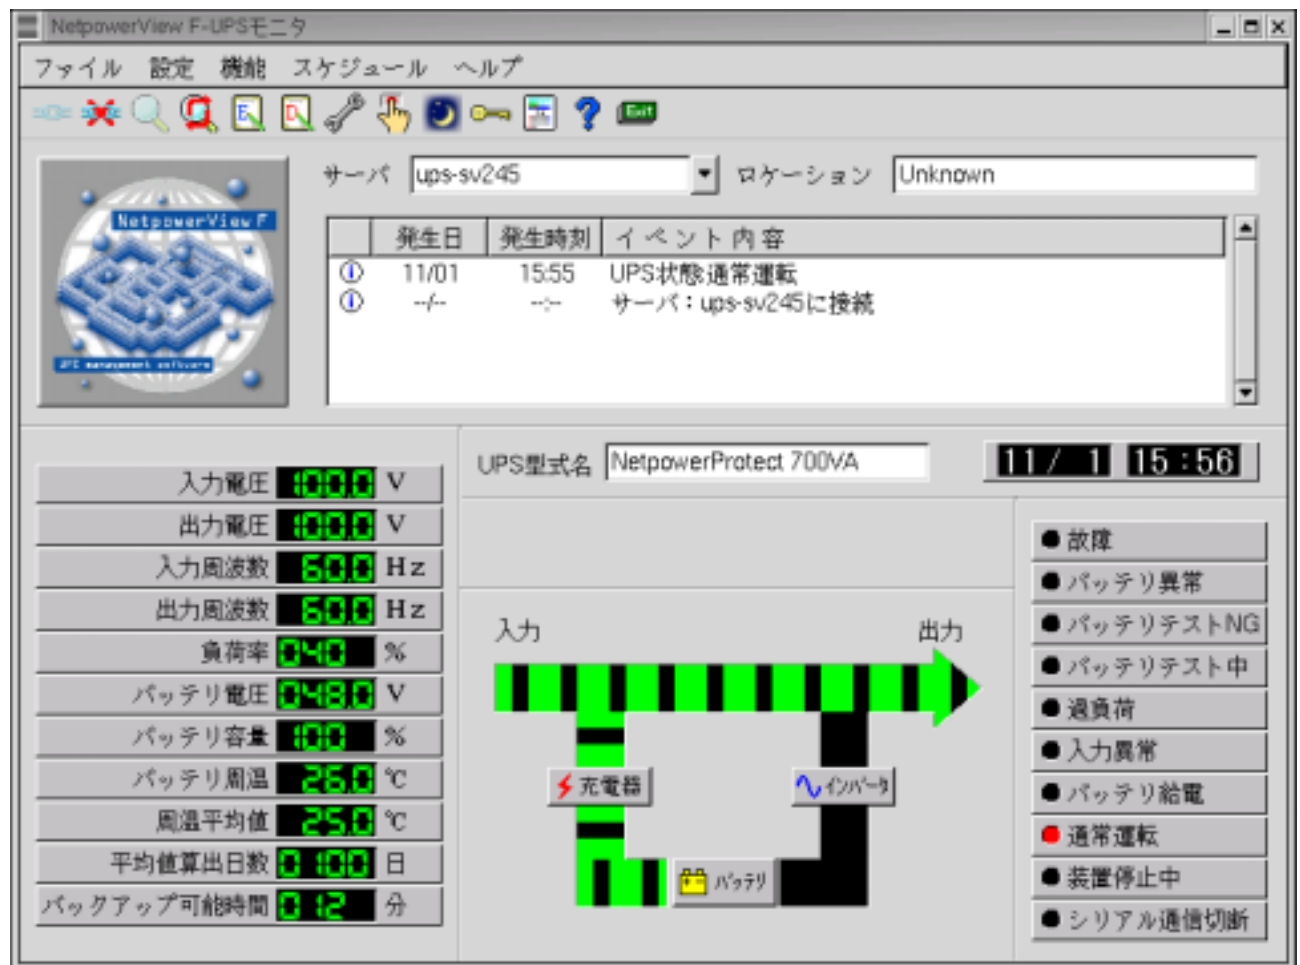 NetpowerView F-UPSモニタ
ファイル 設定 機能 スケジュール ヘルプ
E D Exit
サーバ ups-sv245 ロケーション Unknown
NetpowerView F
UPS management software
発生日 発生時刻 イベント内容
11/01 15:55 UPS状態:通常運転
--/-- --:-- サーバ：ups-sv245に接続
UPS型式名 NetpowerProtect 700VA 11/ 1 15:56
入力電圧 100.0 V
出力電圧 100.0 V
入力周波数 60.0 Hz
出力周波数 60.0 Hz
負荷率 040 %
バッテリ電圧 048.0 V
バッテリ容量 100 %
バッテリ周温 26.0 ℃
周温平均値 25.0 ℃
平均値算出日数 0100 日
バックアップ可能時間 012 分
入力 出力
充電器 インバータ
バッテリ
故障
バッテリ異常
バッテリテストNG
バッテリテスト中
過負荷
入力異常
バッテリ給電
通常運転
装置停止中
シリアル通信切断